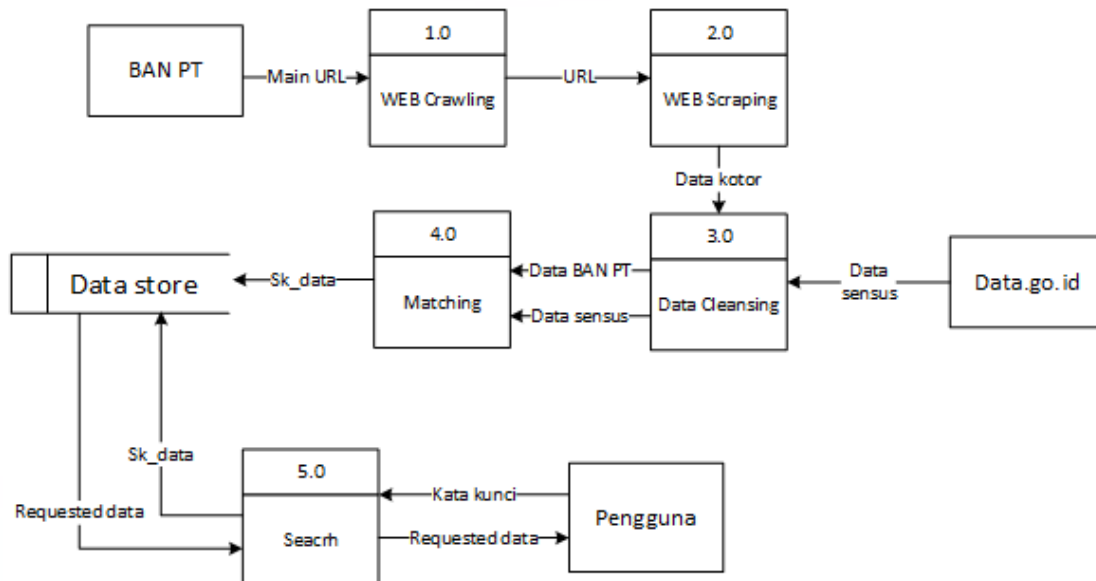 1.0
2.0
BAN PT
Main URL
URL
WEB Crawling
WEB Scraping
Data kotor
4.0
3.0
Data store
Sk_data
Data BAN PT
Data
sensus
Data.go.id
Matching
Data sensus
Data Cleansing
Sk_data
5.0
Kata kunci
Requested data
Seacrh
Requested data
Pengguna